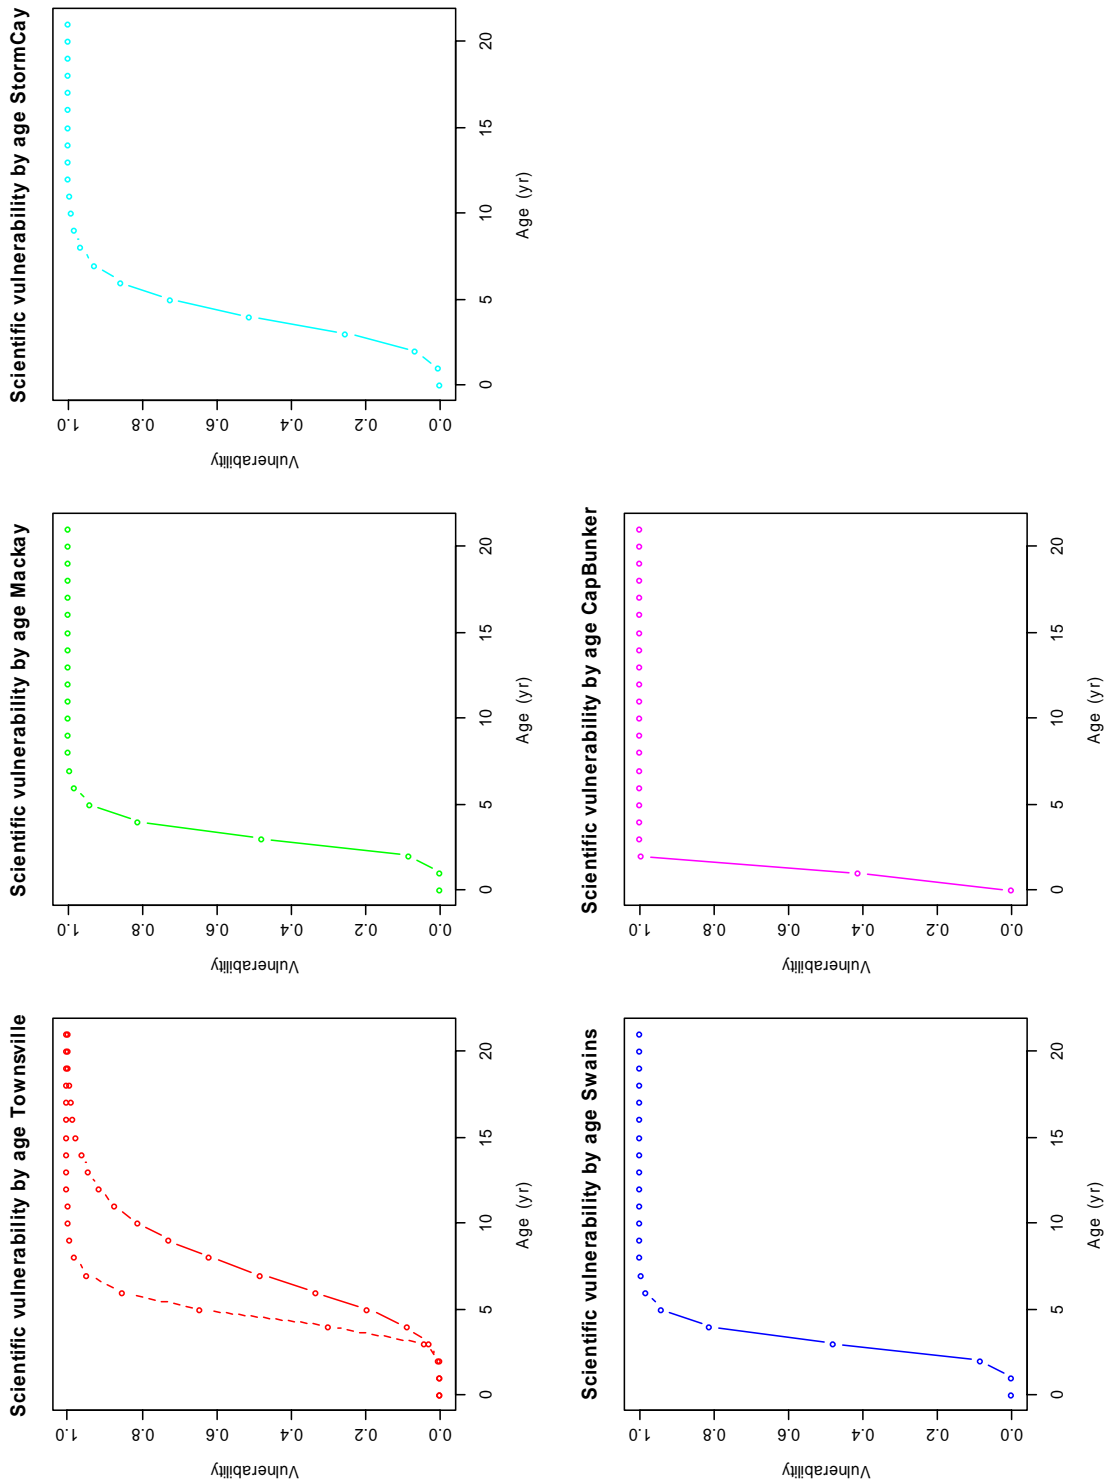 Scientific vulnerability by age Townsville
Vulnerability
0.0 0.2 0.4 0.6 0.8 1.0
0 5 10 15 20
Age (yr)
Scientific vulnerability by age Mackay
Vulnerability
0.0 0.2 0.4 0.6 0.8 1.0
0 5 10 15 20
Age (yr)
Scientific vulnerability by age StormCay
Vulnerability
0.0 0.2 0.4 0.6 0.8 1.0
0 5 10 15 20
Age (yr)
Scientific vulnerability by age Swains
Vulnerability
0.0 0.2 0.4 0.6 0.8 1.0
0 5 10 15 20
Age (yr)
Scientific vulnerability by age CapBunker
Vulnerability
0.0 0.2 0.4 0.6 0.8 1.0
0 5 10 15 20
Age (yr)